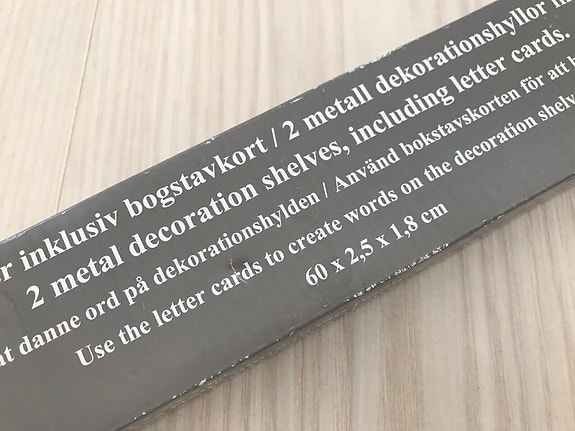 inklusiv bogstavkort / 2 metall dekorationshyllor
2 metal decoration shelves, including letter cards.
danne ord på dekorationshylden / Använd bokstavskorten för att
Use the letter cards to create words on the decoration
60 x 2,5 x 1,8 cm